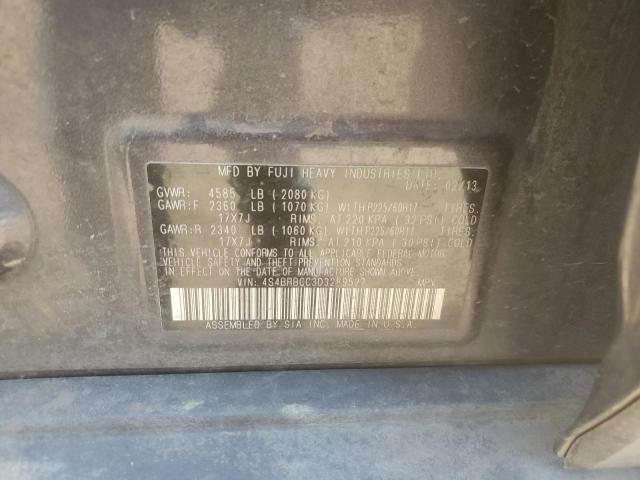 MFD BY FUJI HEAVY INDUSTRIES LTD.
DATE: 02/13
GVWR: 4585 LB ( 2080 KG)
GAWR:F 2360 LB ( 1070 KG) WITH P225/60R17 TIRES
17X7J RIMS. AT 220 KPA ( 32 PSI) COLD
GAWR:R 2340 LB ( 1060 KG) WITH P225/60R17 TIRES
17X7J RIMS. AT 210 KPA ( 30 PSI) COLD
THIS VEHICLE CONFORMS TO ALL APPLICABLE FEDERAL MOTOR
VEHICLE SAFETY AND THEFT PREVENTION STANDARDS
IN EFFECT ON THE DATE OF MANUFACTURE SHOWN ABOVE.
VIN: MPV
ASSEMBLED BY SIA INC. MADE IN U.S.A.